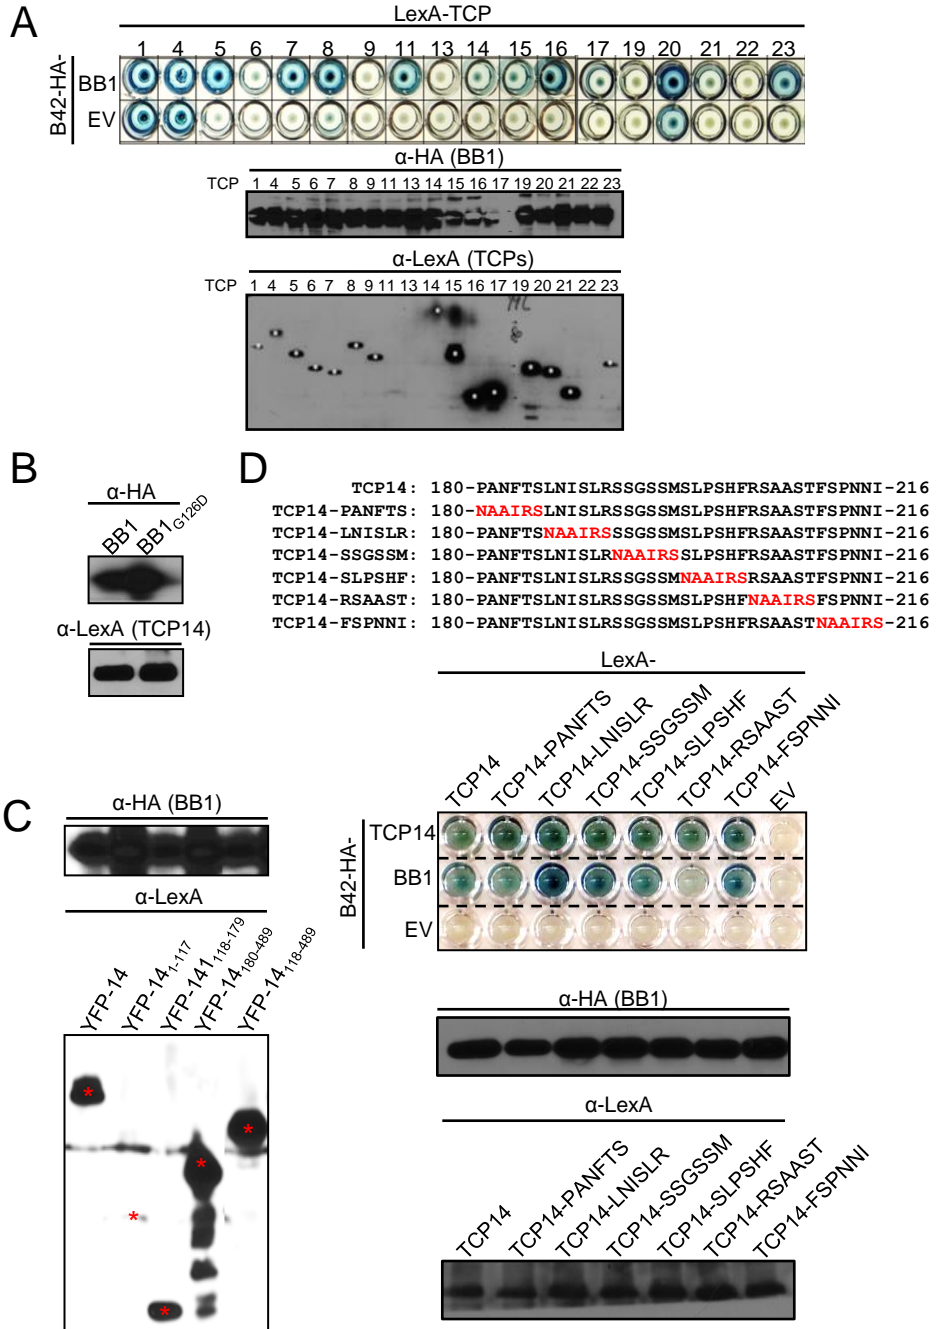 A
LexA-TCP
1 4 5 6 7 8 9 11 13 14 15 16 17 19 20 21 22 23
B42-HA-
BB1
EV
α-HA (BB1)
TCP 1 4 5 6 7 8 9 11 13 14 15 16 17 19 20 21 22 23
α-LexA (TCPs)
TCP 1 4 5 6 7 8 9 11 13 14 15 16 17 19 20 21 22 23
B
α-HA
BB1 BB1G126D
α-LexA (TCP14)
C
α-HA (BB1)
α-LexA
YFP-14 YFP-141-117 YFP-141118-179 YFP-14180-489 YFP-14118-489
* * * * *
D
TCP14: 180-PANFTSLNISLRSSGSSMSLPSHFRSAASTFSPNNI-216
TCP14-PANFTS: 180-NAAIRSLNISLRSSGSSMSLPSHFRSAASTFSPNNI-216
TCP14-LNISLR: 180-PANFTSNAAIRSSSGSSMSLPSHFRSAASTFSPNNI-216
TCP14-SSGSSM: 180-PANFTSLNISLRNAAIRSSLPSHFRSAASTFSPNNI-216
TCP14-SLPSHF: 180-PANFTSLNISLRSSGSSMNAAIRSRSAASTFSPNNI-216
TCP14-RSAAST: 180-PANFTSLNISLRSSGSSMSLPSHFNAAIRSFSPNNI-216
TCP14-FSPNNI: 180-PANFTSLNISLRSSGSSMSLPSHFRSAASTNAAIRS-216
LexA-
TCP14 TCP14-PANFTS TCP14-LNISLR TCP14-SSGSSM TCP14-SLPSHF TCP14-RSAAST TCP14-FSPNNI EV
B42-HA-
TCP14
BB1
EV
α-HA (BB1)
α-LexA
TCP14 TCP14-PANFTS TCP14-LNISLR TCP14-SSGSSM TCP14-SLPSHF TCP14-RSAAST TCP14-FSPNNI